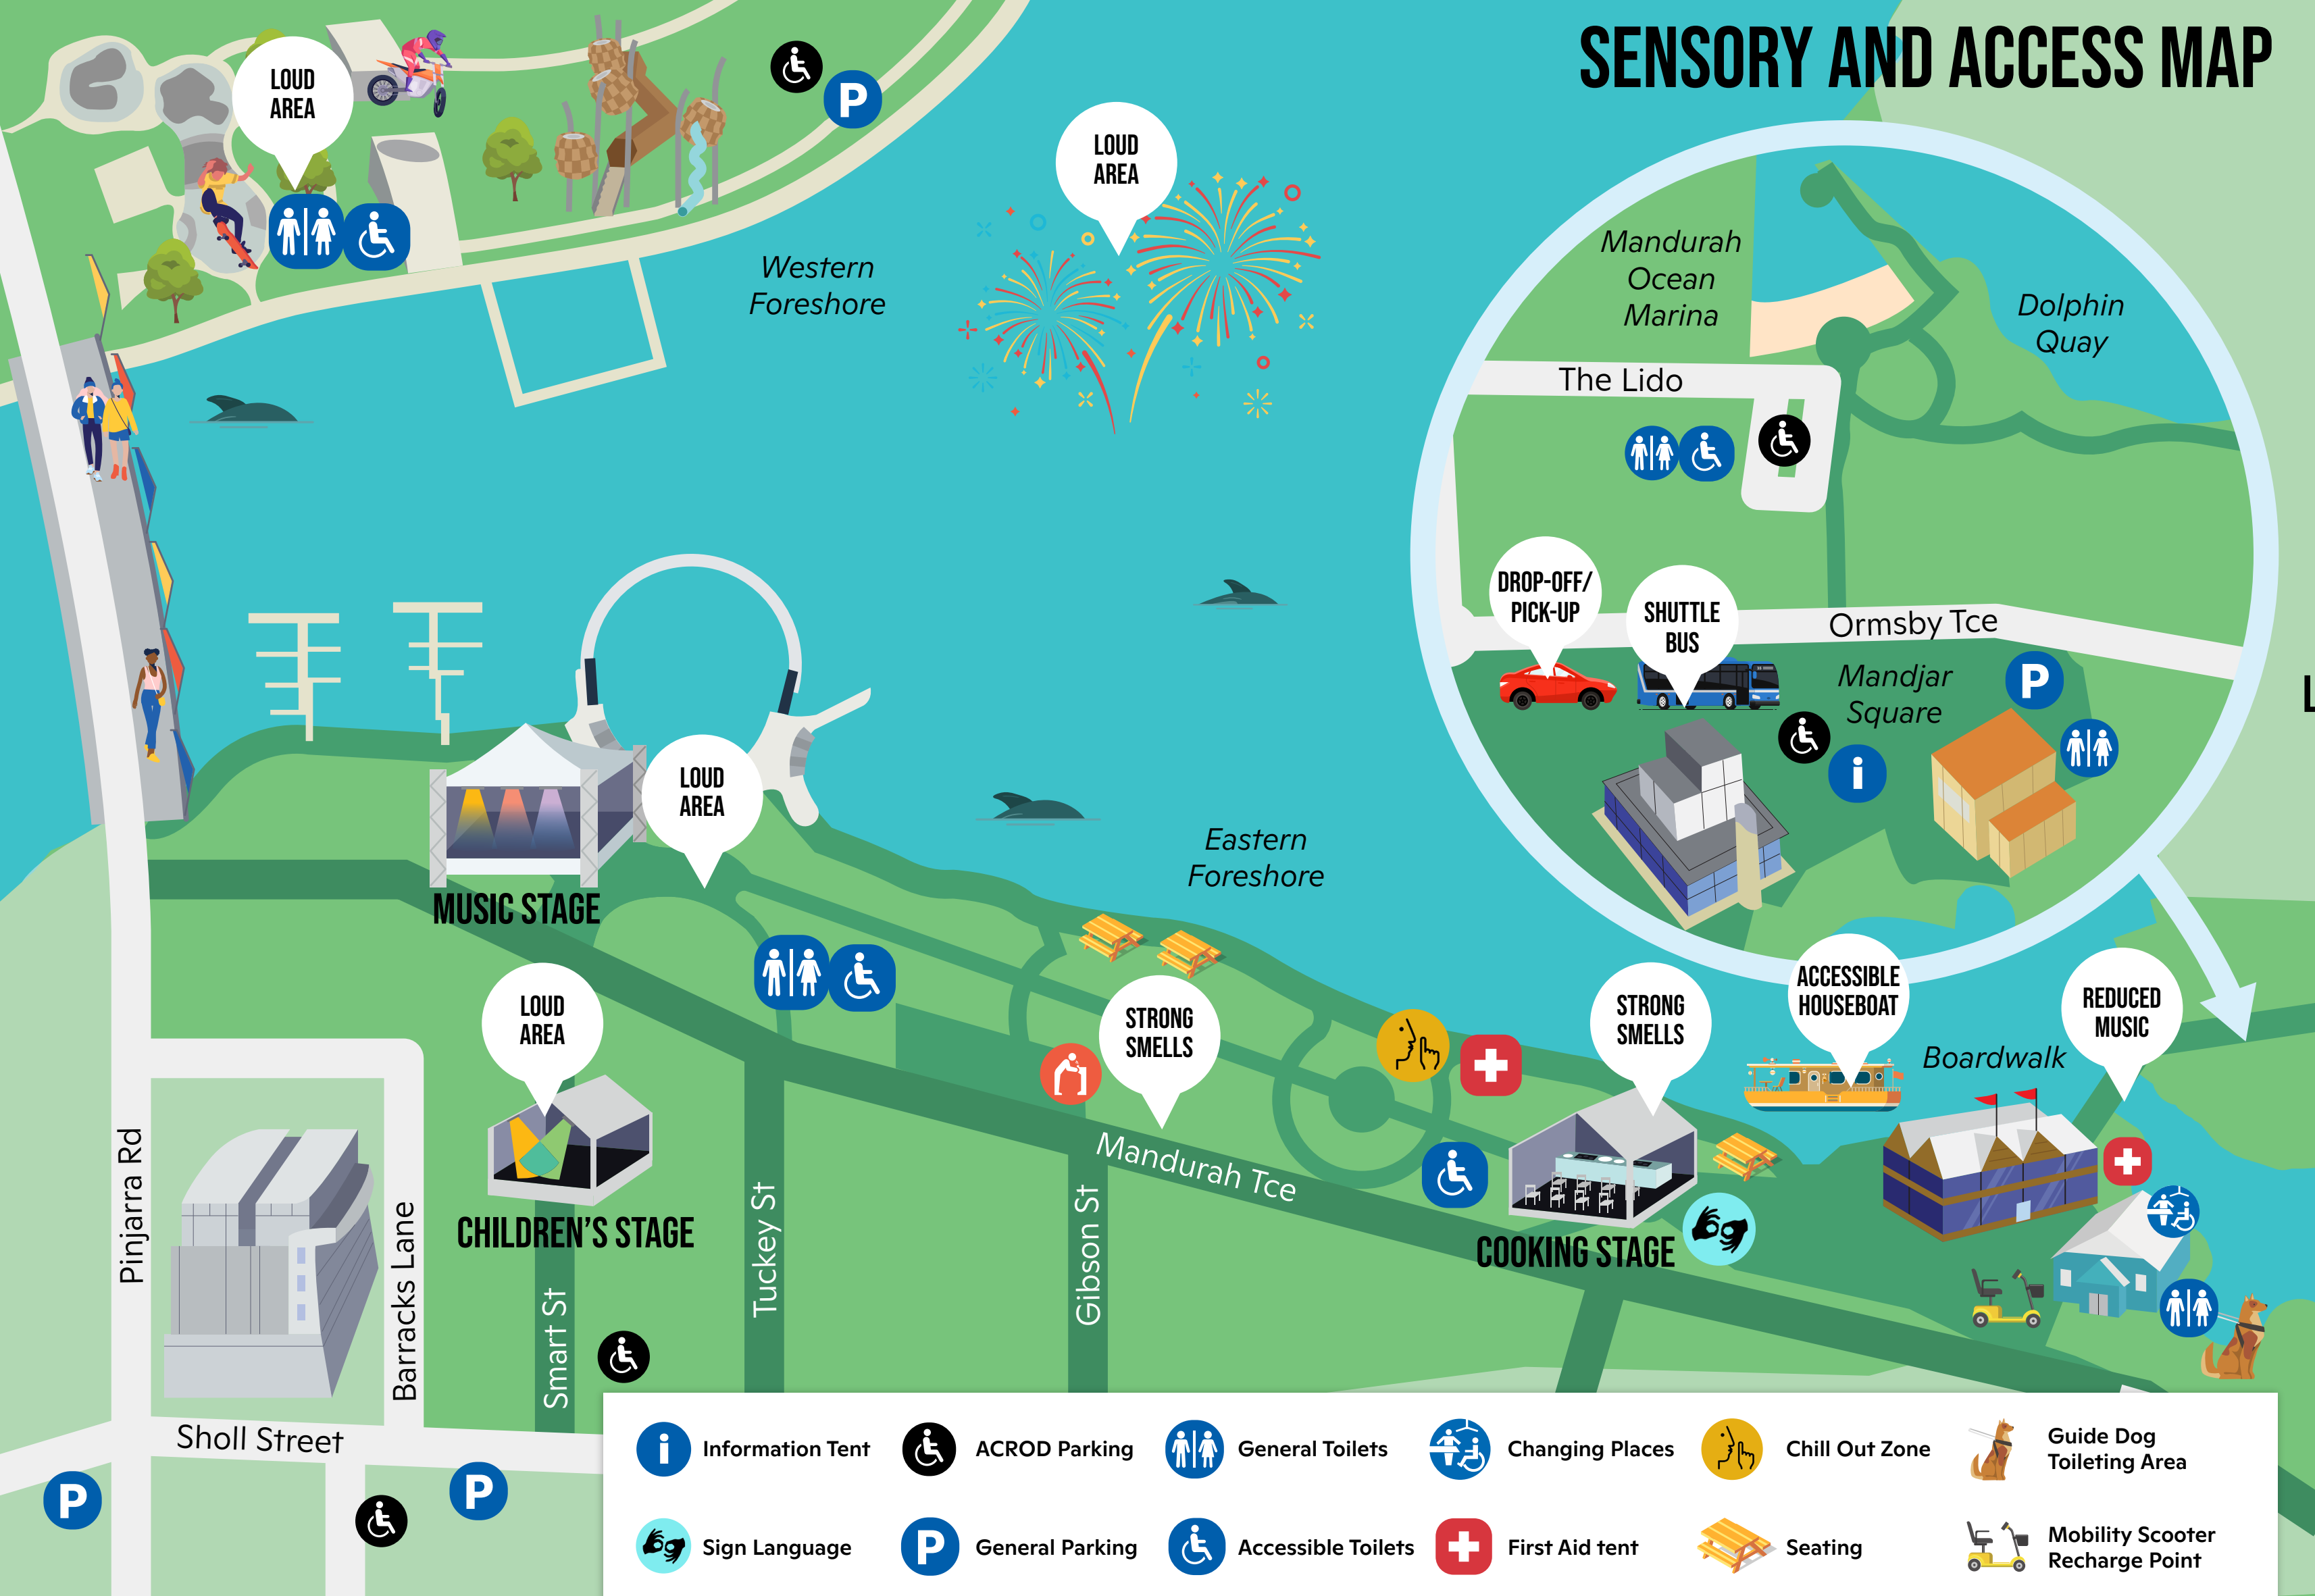 SENSORY AND ACCESS MAP
LOUD
AREA
P
LOUD
AREA
Western
Foreshore
Mandurah
Ocean
Marina
Dolphin
Quay
The Lido
DROP-OFF/
PICK-UP
SHUTTLE
BUS
Ormsby Tce
Mandjar
Square
P
i
L
LOUD
AREA
Eastern
Foreshore
MUSIC STAGE
LOUD
AREA
STRONG
SMELLS
STRONG
SMELLS
ACCESSIBLE
HOUSEBOAT
REDUCED
MUSIC
Boardwalk
CHILDREN'S STAGE
COOKING STAGE
Mandurah Tce
Pinjarra Rd
Barracks Lane
Smart St
Tuckey St
Gibson St
Sholl Street
P
P
i
Information Tent
ACROD Parking
General Toilets
Changing Places
Chill Out Zone
Guide Dog
Toileting Area
Sign Language
P
General Parking
Accessible Toilets
First Aid tent
Seating
Mobility Scooter
Recharge Point